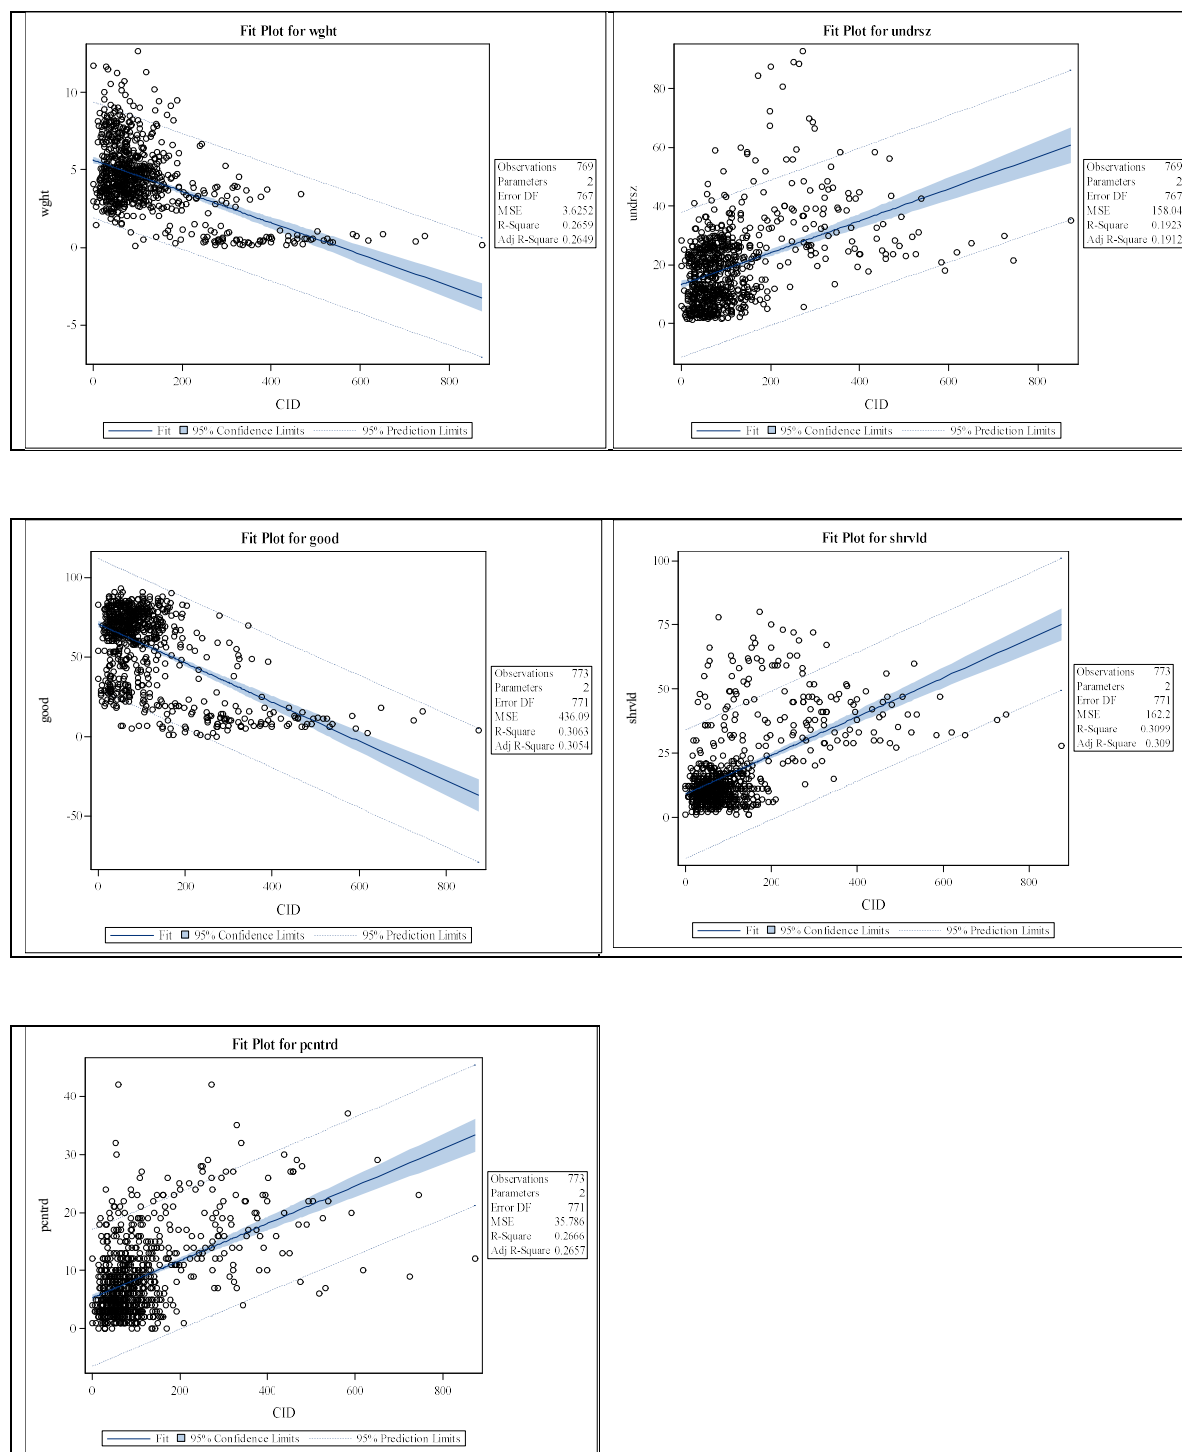 Fit Plot for wght
wght
10
5
0
-5
0 200 400 600 800
CID
Observations 769
Parameters 2
Error DF 767
MSE 3.6252
R-Square 0.2659
Adj R-Square 0.2649
Fit 95% Confidence Limits 95% Prediction Limits
Fit Plot for undrsz
undrsz
80
60
40
20
0
0 200 400 600 800
CID
Observations 769
Parameters 2
Error DF 767
MSE 158.04
R-Square 0.1923
Adj R-Square 0.1912
Fit 95% Confidence Limits 95% Prediction Limits
Fit Plot for good
good
100
50
0
-50
0 200 400 600 800
CID
Observations 773
Parameters 2
Error DF 771
MSE 436.09
R-Square 0.3063
Adj R-Square 0.3054
Fit 95% Confidence Limits 95% Prediction Limits
Fit Plot for shrvld
shrvld
100
75
50
25
0
0 200 400 600 800
CID
Observations 773
Parameters 2
Error DF 771
MSE 162.2
R-Square 0.3099
Adj R-Square 0.309
Fit 95% Confidence Limits 95% Prediction Limits
Fit Plot for pcntrd
pcntrd
40
30
20
10
0
0 200 400 600 800
CID
Observations 773
Parameters 2
Error DF 771
MSE 35.786
R-Square 0.2666
Adj R-Square 0.2657
Fit 95% Confidence Limits 95% Prediction Limits